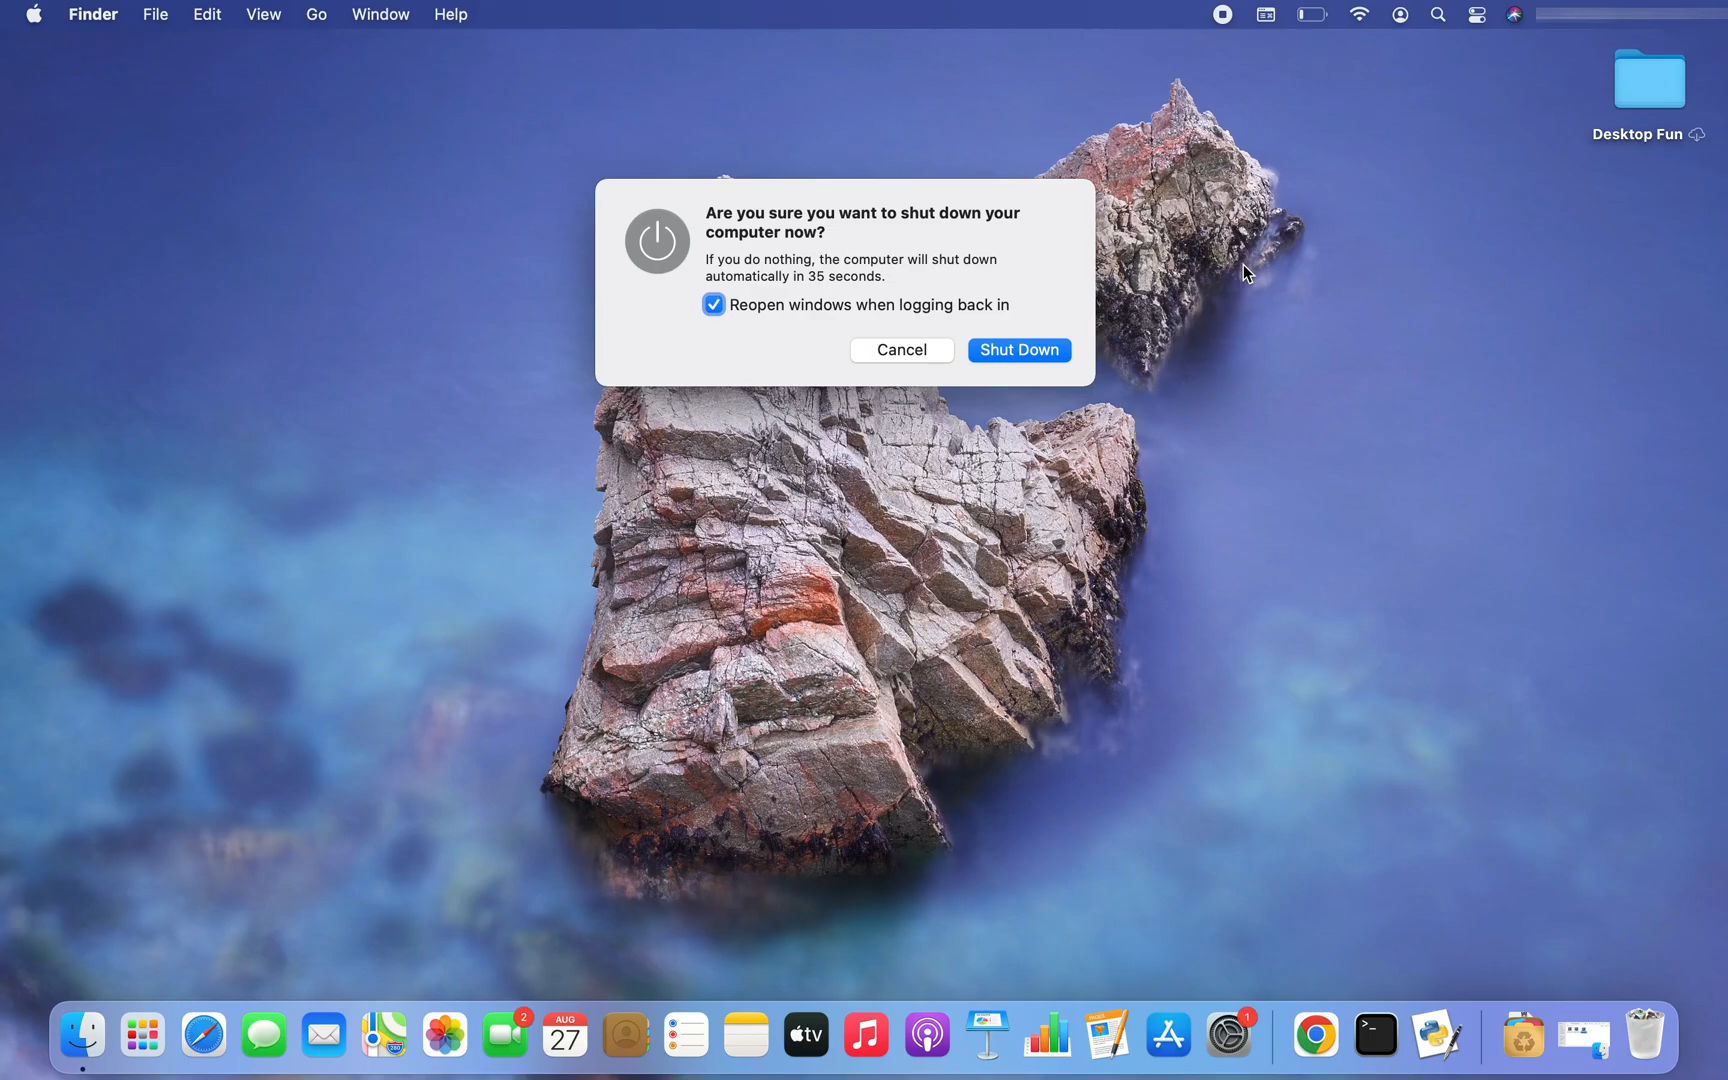 Finder File Edit View Go Window Help
Desktop Fun
Are you sure you want to shut down your
computer now?
If you do nothing, the computer will shut down
automatically in 35 seconds.
Reopen windows when logging back in
Cancel Shut Down
2
AUG
27
280
tv
PAGES
1
>_